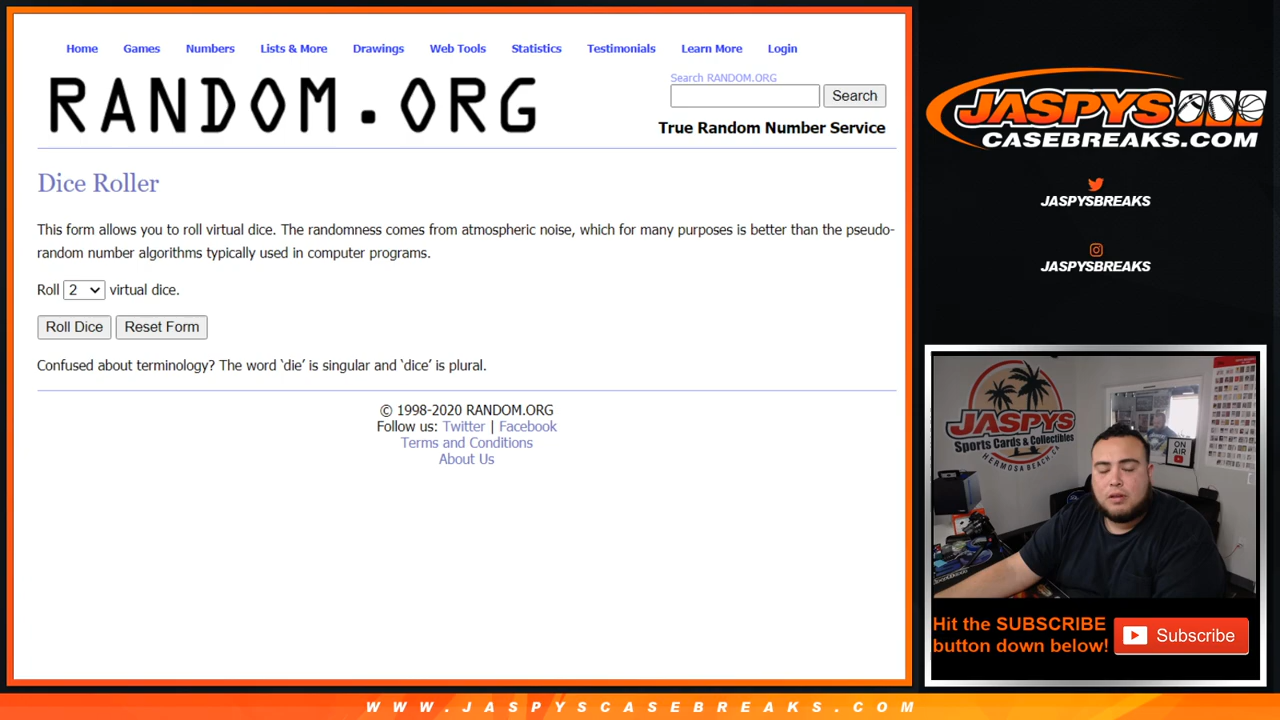 Home Games Numbers Lists & More Drawings Web Tools Statistics Testimonials Learn More Login
RANDOM.ORG
Search RANDOM.ORG
Search
True Random Number Service
Dice Roller
This form allows you to roll virtual dice. The randomness comes from atmospheric noise, which for many purposes is better than the pseudo-
random number algorithms typically used in computer programs.
Roll 2 virtual dice.
Roll Dice Reset Form
Confused about terminology? The word ‘die’ is singular and ‘dice’ is plural.
© 1998-2020 RANDOM.ORG
Follow us: Twitter | Facebook
Terms and Conditions
About Us
JASPYS
CASEBREAKS.COM
JASPYSBREAKS
JASPYSBREAKS
JASPYS
Sports Cards & Collectibles
HERMOSA BEACH, CA
ON
AIR
Hit the SUBSCRIBE
button down below!
Subscribe
WWW.JASPYSCASEBREAKS.COM